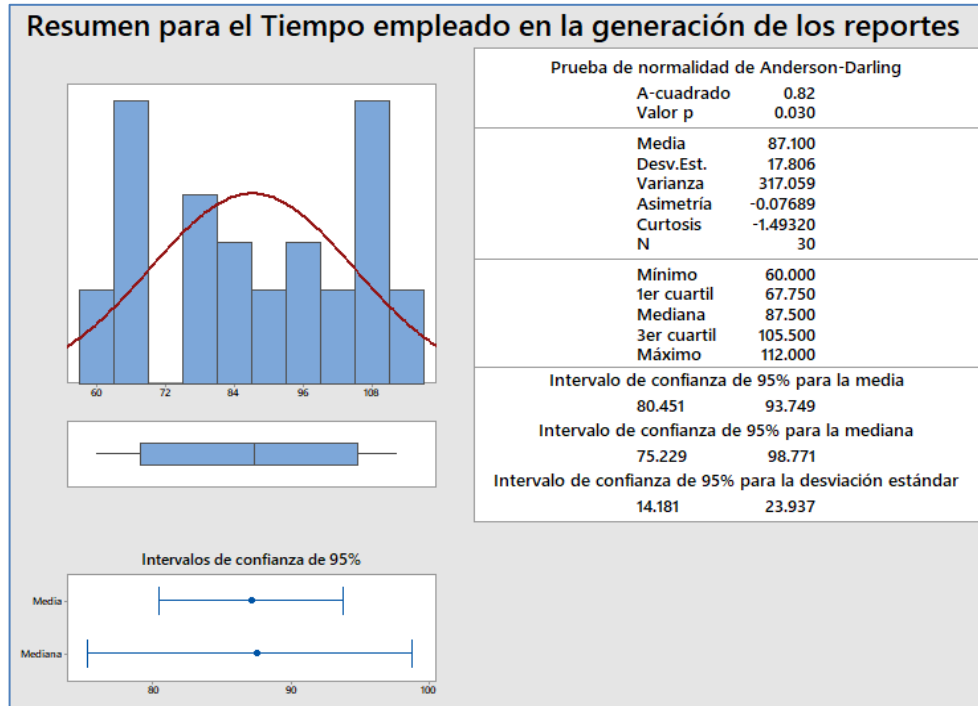 Resumen para el Tiempo empleado en la generación de los reportes
60 72 84 96 108
Intervalos de confianza de 95%
Media
Mediana
80 90 100
Prueba de normalidad de Anderson-Darling
A-cuadrado 0.82
Valor p 0.030
Media 87.100
Desv.Est. 17.806
Varianza 317.059
Asimetría -0.07689
Curtosis -1.49320
N 30
Mínimo 60.000
1er cuartil 67.750
Mediana 87.500
3er cuartil 105.500
Máximo 112.000
Intervalo de confianza de 95% para la media
80.451 93.749
Intervalo de confianza de 95% para la mediana
75.229 98.771
Intervalo de confianza de 95% para la desviación estándar
14.181 23.937